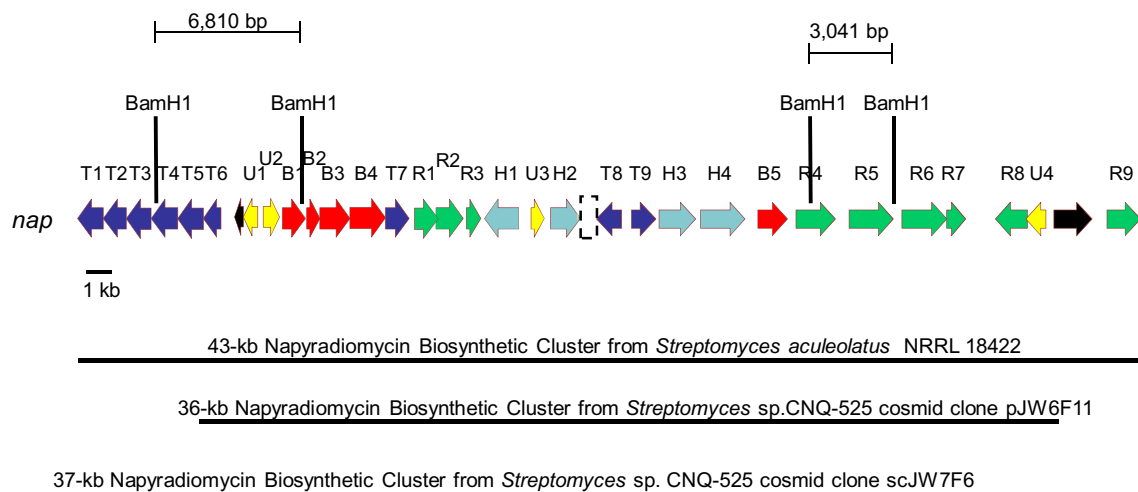 6,810 bp
3,041 bp
BamH1 BamH1 BamH1 BamH1
T1 T2 T3 T4 T5 T6 U1 U2 B1 B2 B3 B4 T7 R1 R2 R3 H1 U3 H2 T8 T9 H3 H4 B5 R4 R5 R6 R7 R8 U4 R9
nap
1 kb
43-kb Napyradiomycin Biosynthetic Cluster from Streptomyces aculeolatus NRRL 18422
36-kb Napyradiomycin Biosynthetic Cluster from Streptomyces sp.CNQ-525 cosmid clone pJW6F11
37-kb Napyradiomycin Biosynthetic Cluster from Streptomyces sp. CNQ-525 cosmid clone scJW7F6